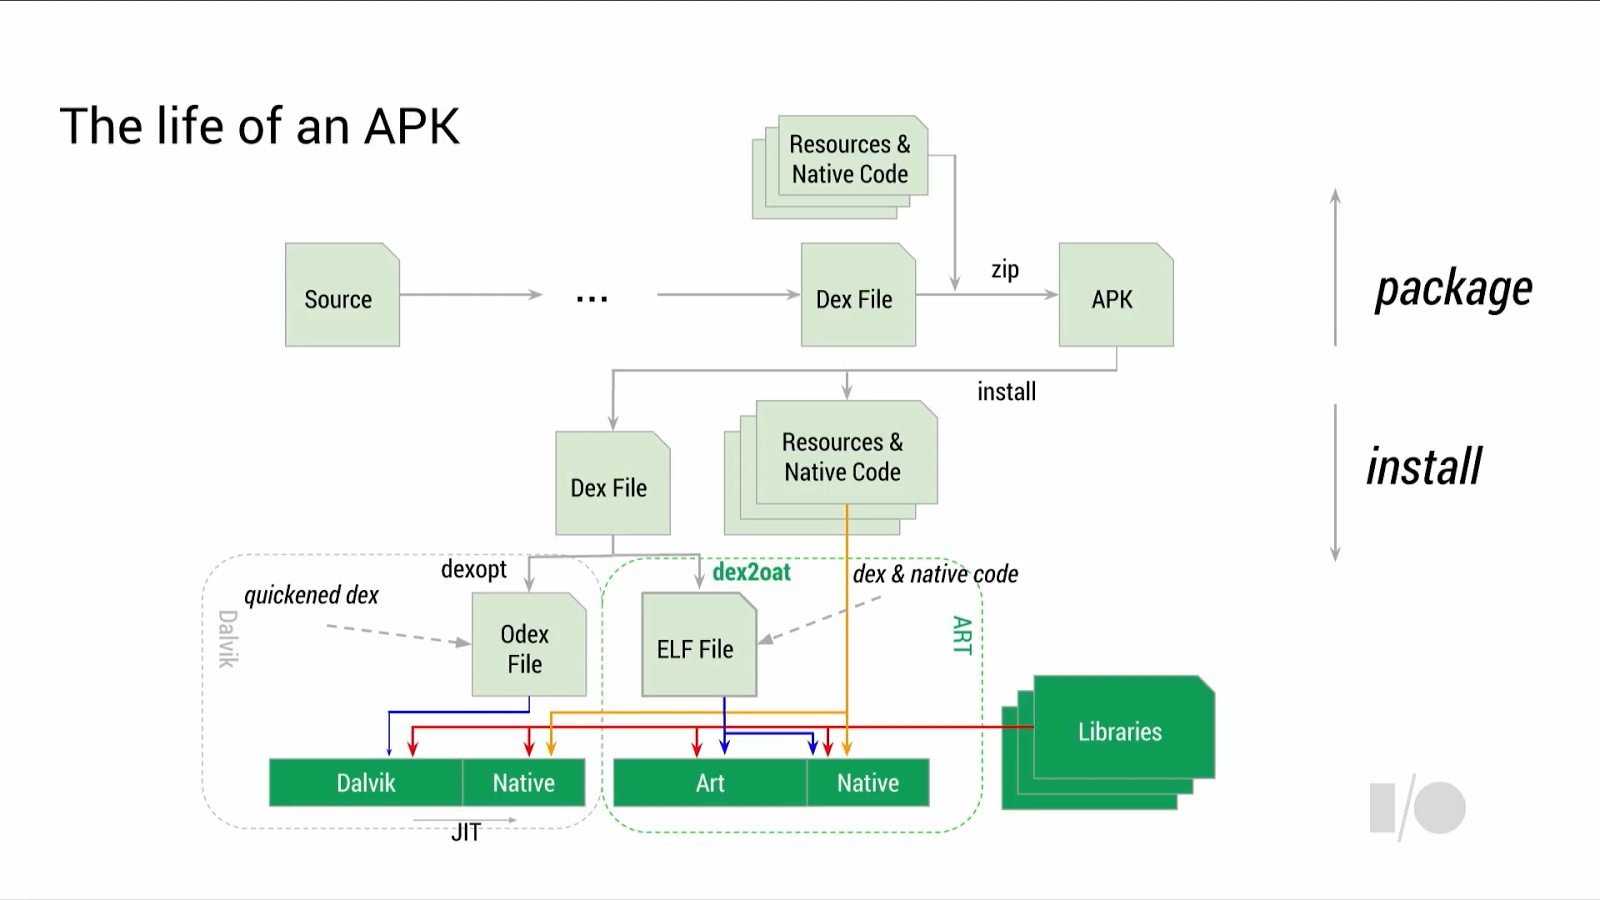 The life of an APK
Resources &
Native Code
Source
...
Dex File
zip
APK
package
install
Resources &
Native Code
Dex File
install
dexopt
dex2oat
dex & native code
quickened dex
Dalvik
Odex
File
ELF File
ART
Libraries
Dalvik
Native
Art
Native
JIT
I/O